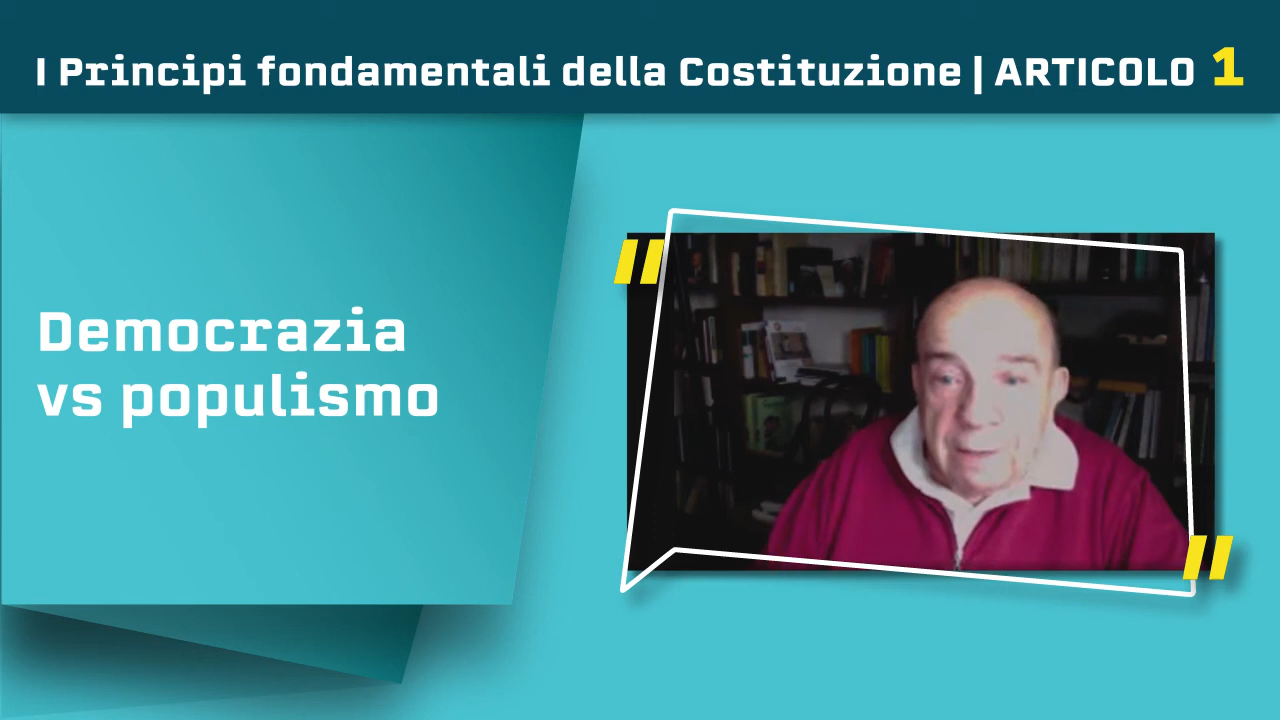 I Principi fondamentali della Costituzione | ARTICOLO 1
Democrazia
vs populismo